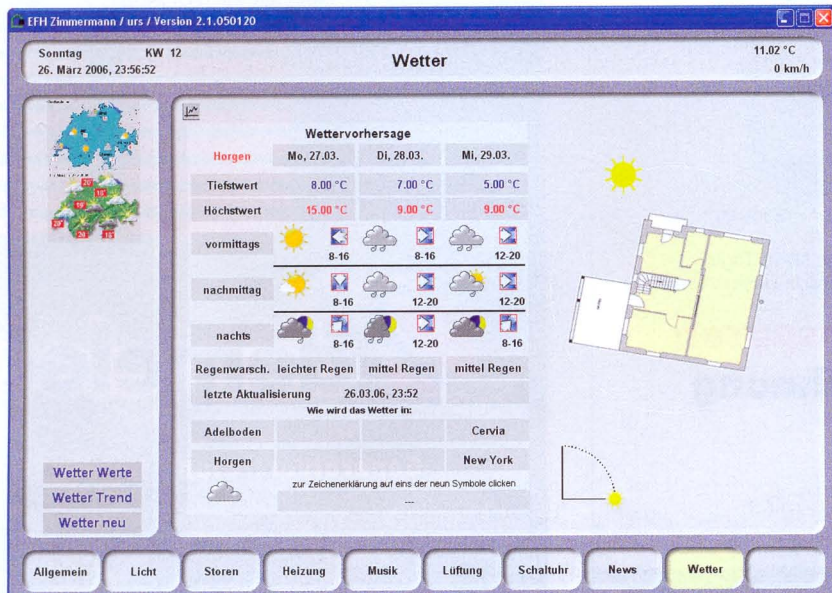 EFH Zimmermann / urs / Version 2.1.050120
Sonntag KW 12
26. März 2006, 23:56:52
Wetter
11.02 °C
0 km/h
Wettervorhersage
Horgen Mo, 27.03. Di, 28.03. Mi, 29.03.
Tiefstwert 8.00 °C 7.00 °C 5.00 °C
Höchstwert 15.00 °C 9.00 °C 9.00 °C
vormittags 8-16 8-16 12-20
nachmittag 8-16 12-20 12-20
nachts 8-16 12-20 8-16
Regenwarsch. leichter Regen mittel Regen mittel Regen
letzte Aktualisierung 26.03.06, 23:52
Wie wird das Wetter in:
Adelboden Cervia
Horgen New York
zur Zeichenerklärung auf eins der neun Symbole clicken
---
Wetter Werte
Wetter Trend
Wetter neu
Allgemein Licht Storen Heizung Musik Lüftung Schaltuhr News Wetter